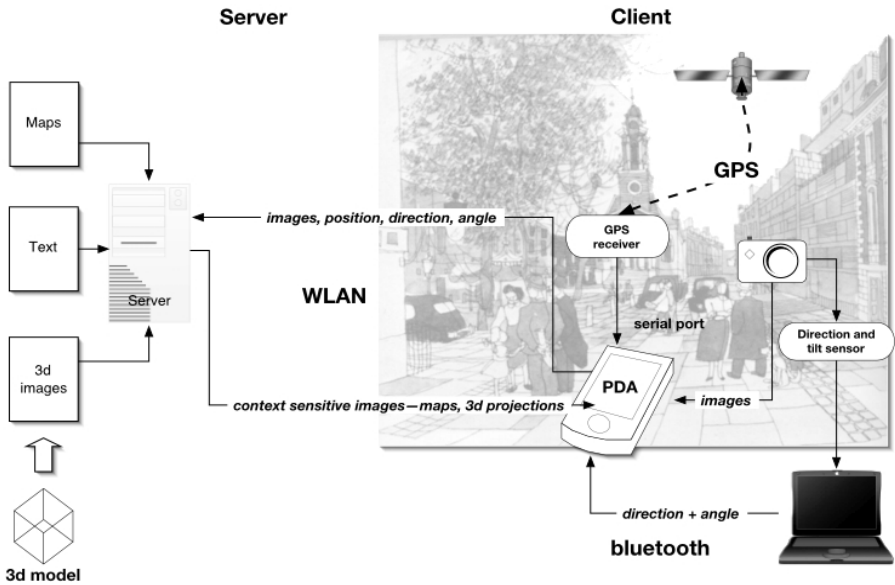 Server
Client
Maps
GPS
images, position, direction, angle
GPS
receiver
Text
Server
WLAN
serial port
Direction and
tilt sensor
3d
images
PDA
context sensitive images—maps, 3d projections
images
direction + angle
bluetooth
3d model